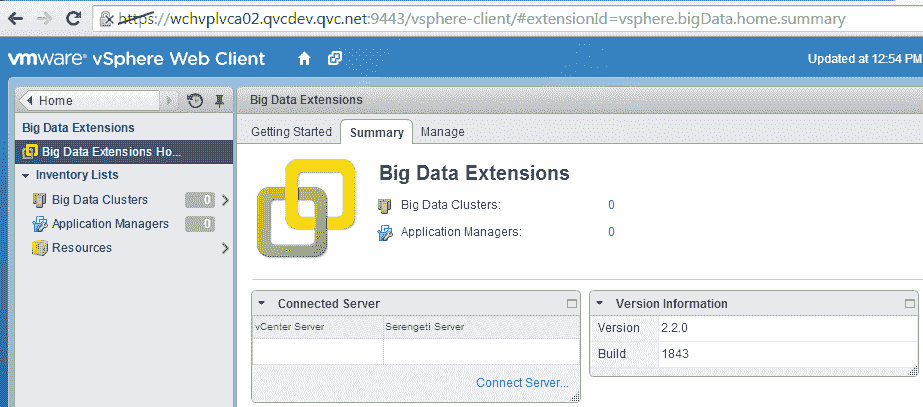 https://wchvplvca02.qvcdev.qvc.net:9443/vsphere-client/#extensionId=vsphere.bigData.home.summary
vmware® vSphere Web Client
Updated at 12:54 PM
Home
Big Data Extensions
Big Data Extensions
Getting Started Summary Manage
Big Data Extensions Ho...
Inventory Lists
Big Data Clusters 0
Application Managers 0
Resources
Big Data Extensions
Big Data Clusters: 0
Application Managers: 0
Connected Server
vCenter Server Serengeti Server
Connect Server...
Version Information
Version 2.2.0
Build 1843